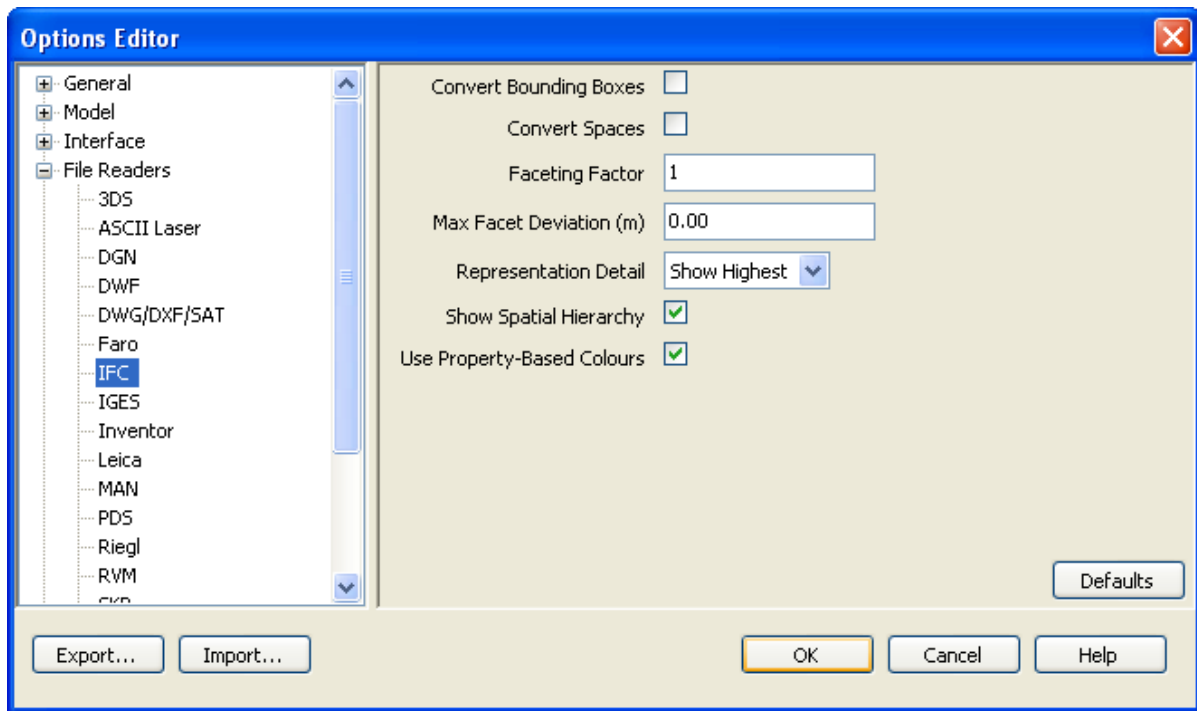 Options Editor
General
Model
Interface
File Readers
3DS
ASCII Laser
DGN
DWF
DWG/DXF/SAT
Faro
IFC
IGES
Inventor
Leica
MAN
PDS
Riegl
RVM
Convert Bounding Boxes
Convert Spaces
Faceting Factor 1
Max Facet Deviation (m) 0.00
Representation Detail Show Highest
Show Spatial Hierarchy
Use Property-Based Colours
Defaults
Export... Import... OK Cancel Help